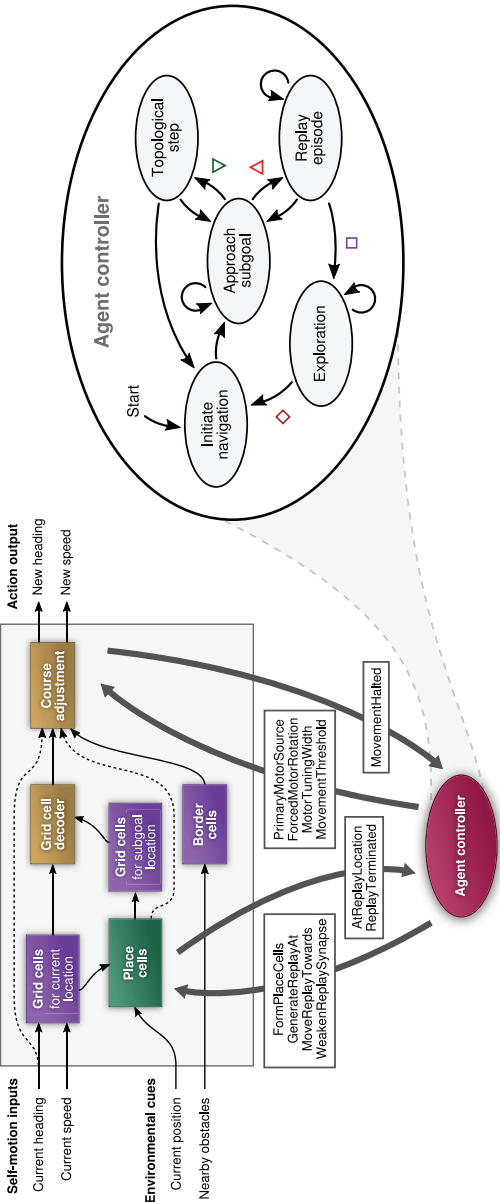 Self-motion inputs
Current heading
Current speed
Environmental cues
Current position
Nearby obstacles
Grid cells
for current
location
Place
cells
Grid cell
decoder
Grid cells
for subgoal
location
Border
cells
Course
adjustment
Action output
New heading
New speed
FormPlaceCells
GenerateReplayAt
MoveReplayTowards
WeakenReplaySynapse
AtReplayLocation
ReplayTerminated
PrimaryMotorSource
ForcedMotorRotation
MotorTuningWidth
MovementThreshold
MovementHalted
Agent controller
Agent controller
Start
Initiate
navigation
Approach
subgoal
Topological
step
Exploration
Replay
episode